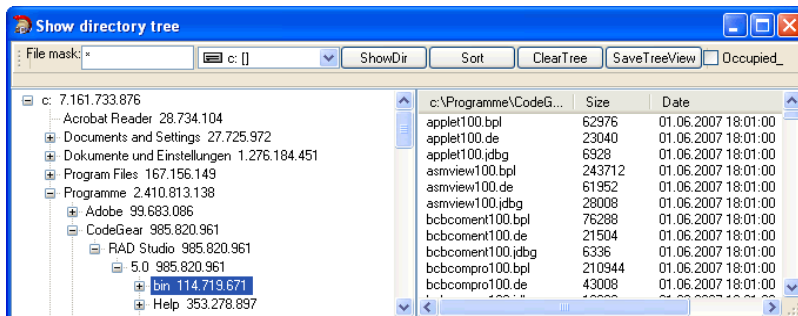 Show directory tree
File mask: * c: [] ShowDir Sort ClearTree SaveTreeView Occupied_
c: 7.161.733.876
Acrobat Reader 28.734.104
Documents and Settings 27.725.972
Dokumente und Einstellungen 1.276.184.451
Program Files 167.156.149
Programme 2.410.813.138
Adobe 99.683.086
CodeGear 985.820.961
RAD Studio 985.820.961
5.0 985.820.961
bin 114.719.671
Help 353.278.897
c:\Programme\CodeG... Size Date
applet100.bpl 62976 01.06.2007 18:01:00
applet100.de 23040 01.06.2007 18:01:00
applet100.jdbg 6928 01.06.2007 18:01:00
asmview100.bpl 243712 01.06.2007 18:01:00
asmview100.de 61952 01.06.2007 18:01:00
asmview100.jdbg 28008 01.06.2007 18:01:00
bcbcoment100.bpl 76288 01.06.2007 18:01:00
bcbcoment100.de 21504 01.06.2007 18:01:00
bcbcoment100.jdbg 6336 01.06.2007 18:01:00
bcbcompro100.bpl 210944 01.06.2007 18:01:00
bcbcompro100.de 43008 01.06.2007 18:01:00